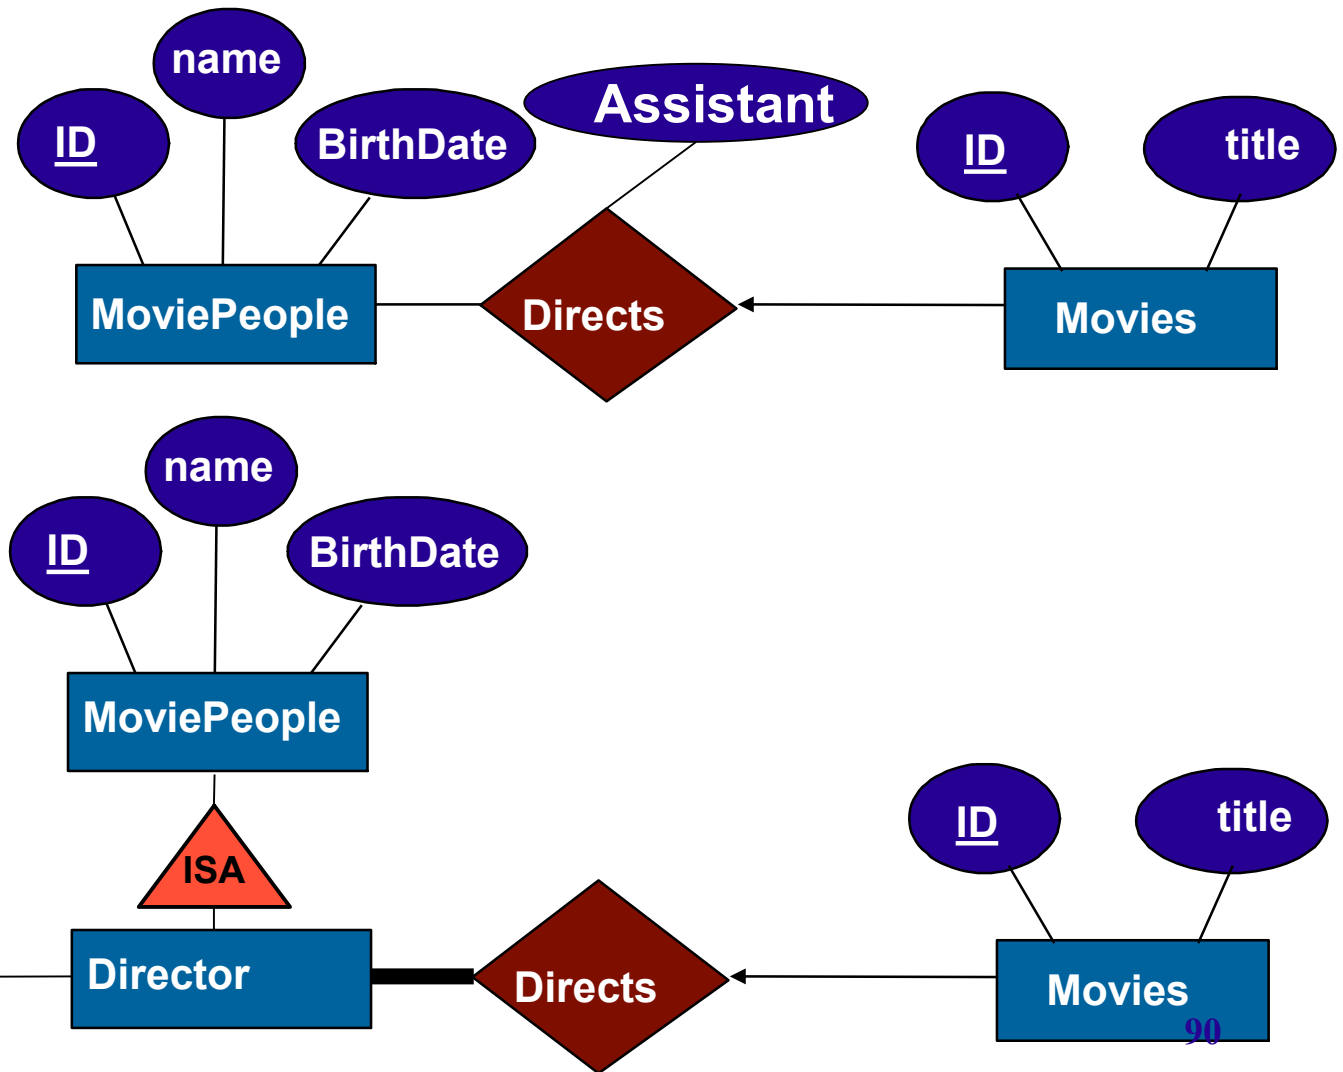 name
Assistant
ID
BirthDate
ID
title
MoviePeople
Directs
Movies
name
ID
BirthDate
MoviePeople
ID
title
ISA
Director
Directs
Movies
90